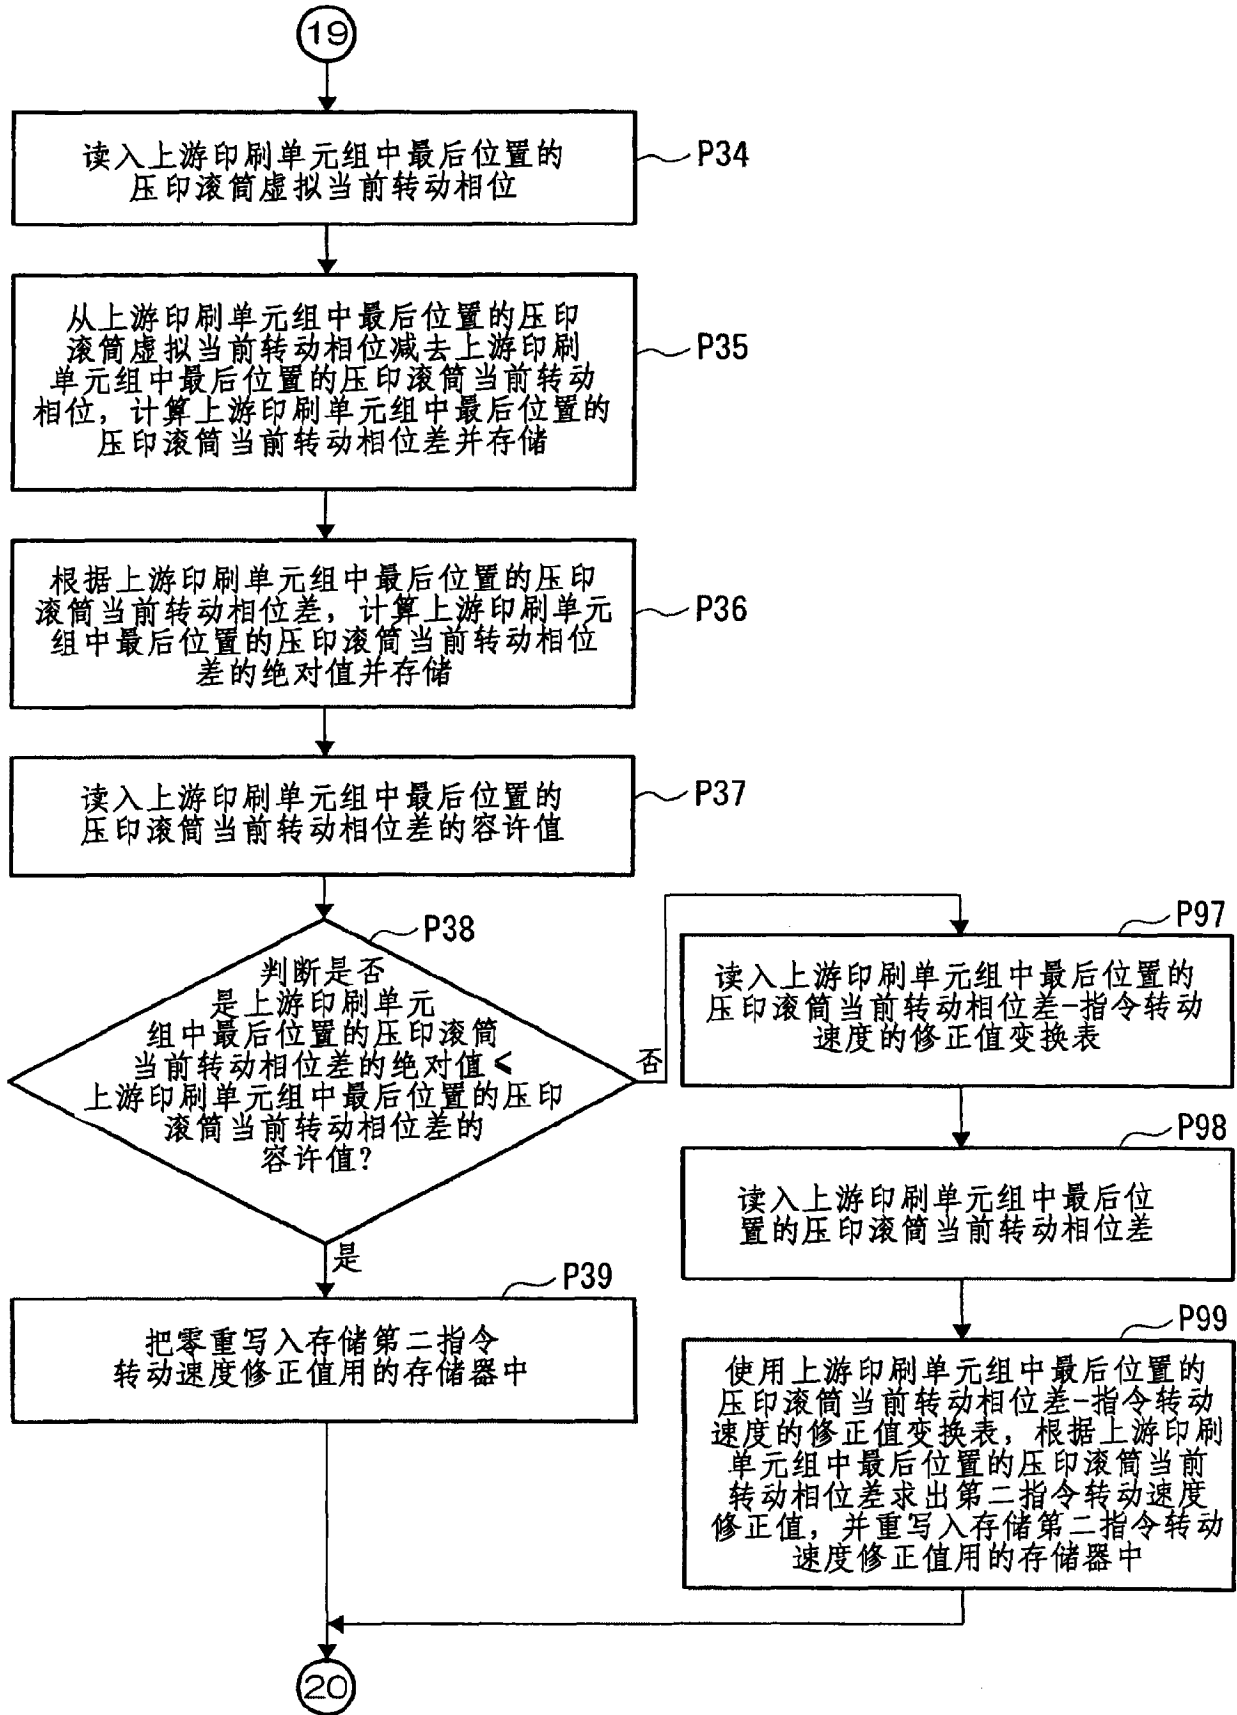 19
读入上游印刷单元组中最后位置的
压印滚筒虚拟当前转动相位
P34
从上游印刷单元组中最后位置的压印
滚筒虚拟当前转动相位减去上游印刷
单元组中最后位置的压印滚筒当前转动
相位，计算上游印刷单元组中最后位置的
压印滚筒当前转动相位差并存储
P35
根据上游印刷单元组中最后位置的压印
滚筒当前转动相位差，计算上游印刷单元
组中最后位置的压印滚筒当前转动相位
差的绝对值并存储
P36
读入上游印刷单元组中最后位置的
压印滚筒当前转动相位差的容许值
P37
P38
判断是否
是上游印刷单元
组中最后位置的压印滚筒
当前转动相位差的绝对值≤
上游印刷单元组中最后位置的压印
滚筒当前转动相位差的
容许值?
否
是
P39
把零重写入存储第二指令
转动速度修正值用的存储器中
P97
读入上游印刷单元组中最后位置的
压印滚筒当前转动相位差-指令转动
速度的修正值变换表
P98
读入上游印刷单元组中最后位
置的压印滚筒当前转动相位差
P99
使用上游印刷单元组中最后位置的
压印滚筒当前转动相位差-指令转动
速度的修正值变换表，根据上游印刷
单元组中最后位置的压印滚筒当前
转动相位差求出第二指令转动速度
修正值，并重写入存储第二指令转动
速度修正值用的存储器中
20